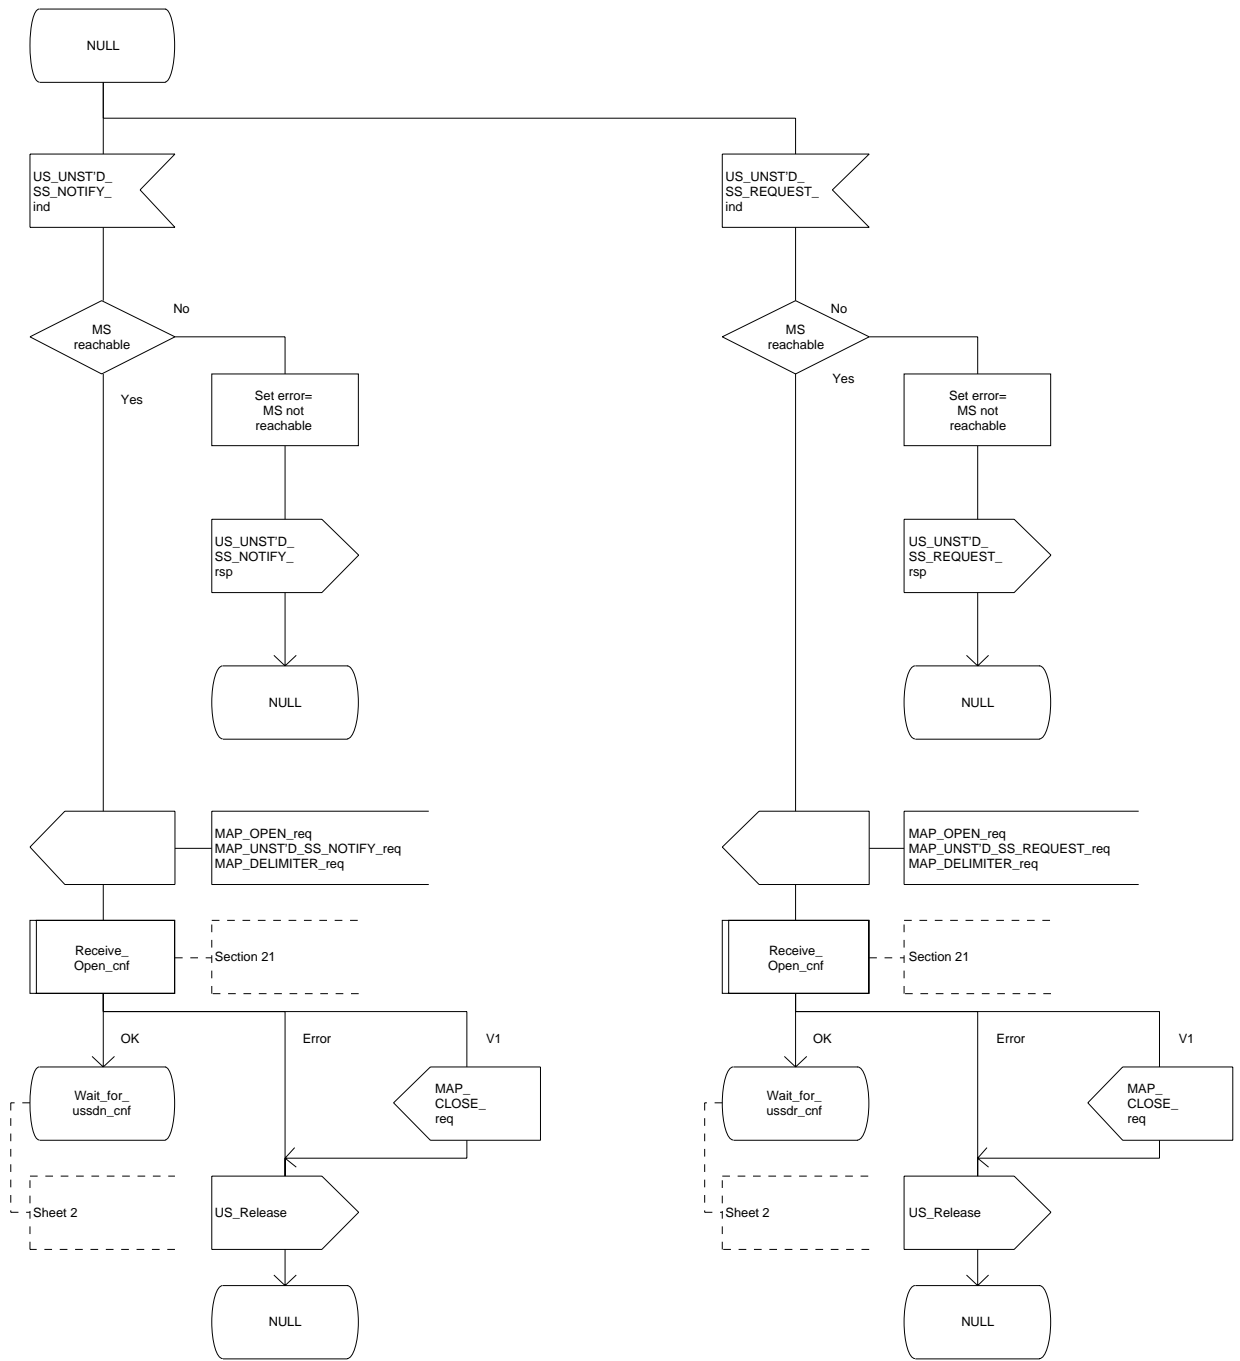 NULL
US_UNST'D_
SS_NOTIFY_
ind
US_UNST'D_
SS_REQUEST_
ind
No
MS
reachable
Yes
No
MS
reachable
Yes
Set error=
MS not
reachable
Set error=
MS not
reachable
US_UNST'D_
SS_NOTIFY_
rsp
US_UNST'D_
SS_REQUEST_
rsp
NULL
NULL
MAP_OPEN_req
MAP_UNST'D_SS_NOTIFY_req
MAP_DELIMITER_req
MAP_OPEN_req
MAP_UNST'D_SS_REQUEST_req
MAP_DELIMITER_req
Receive_
Open_cnf
Section 21
Receive_
Open_cnf
Section 21
OK
Error
V1
OK
Error
V1
Wait_for_
ussdn_cnf
MAP_
CLOSE_
req
Wait_for_
ussdr_cnf
MAP_
CLOSE_
req
Sheet 2
US_Release
Sheet 2
US_Release
NULL
NULL